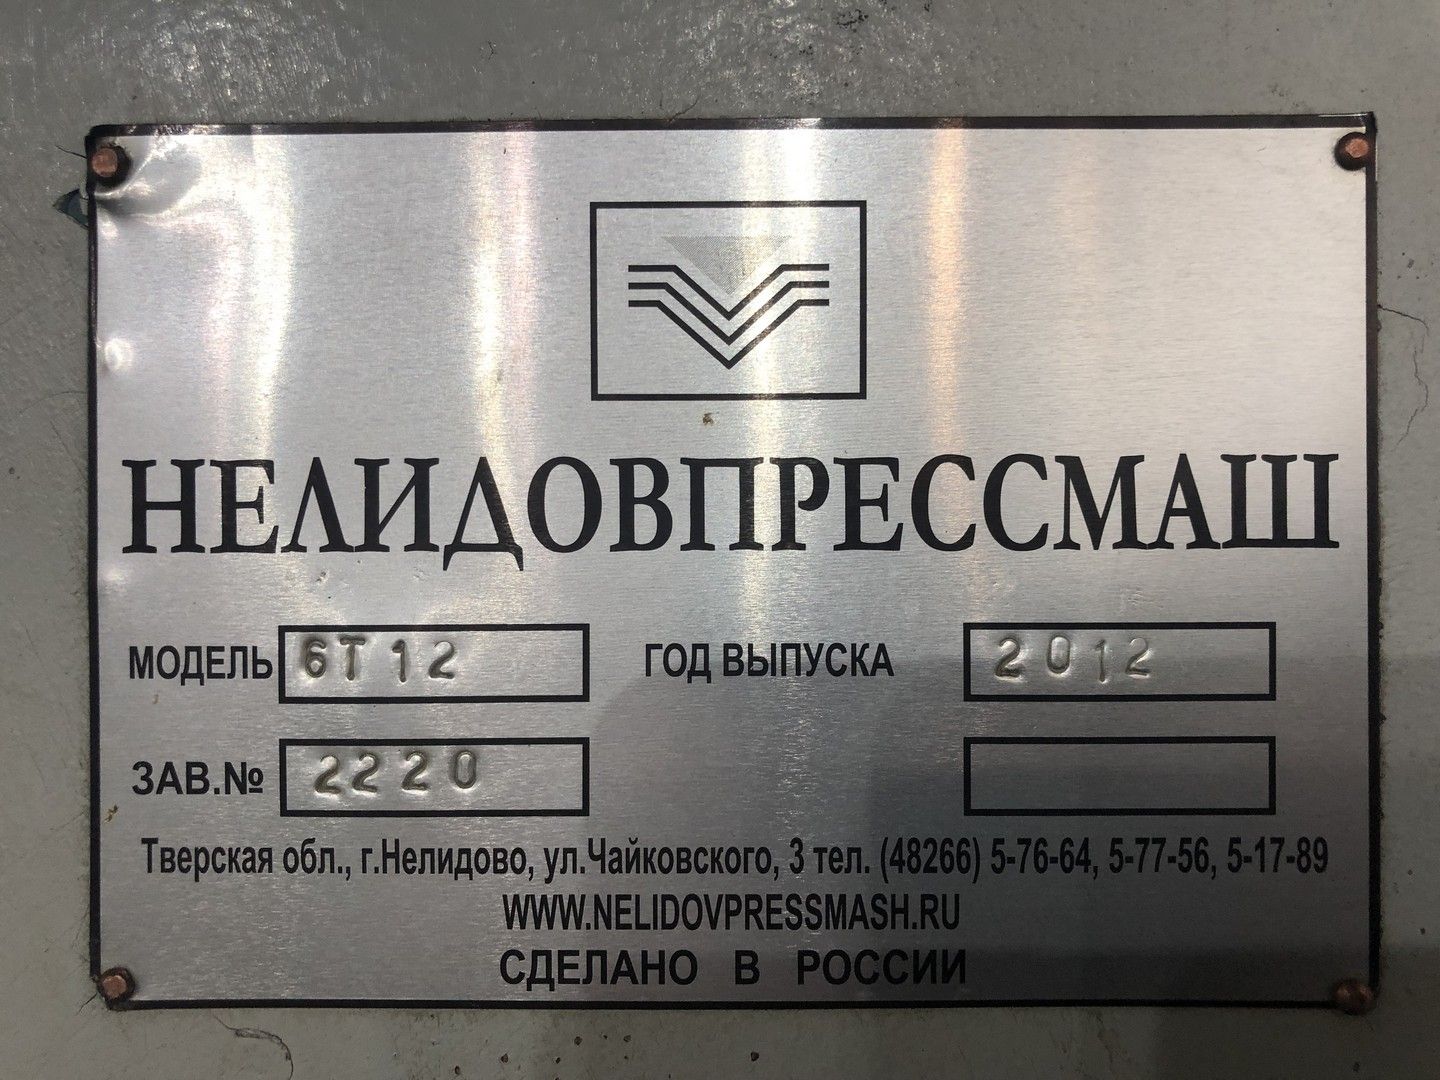 НЕЛИДОВПРЕССМАШ
МОДЕЛЬ 6Т12 ГОД ВЫПУСКА 2012
ЗАВ.№ 2220
Тверская обл., г.Нелидово, ул.Чайковского, 3 тел. (48266) 5-76-64, 5-77-56, 5-17-89
WWW.NELIDOVPRESSMASH.RU
СДЕЛАНО В РОССИИ